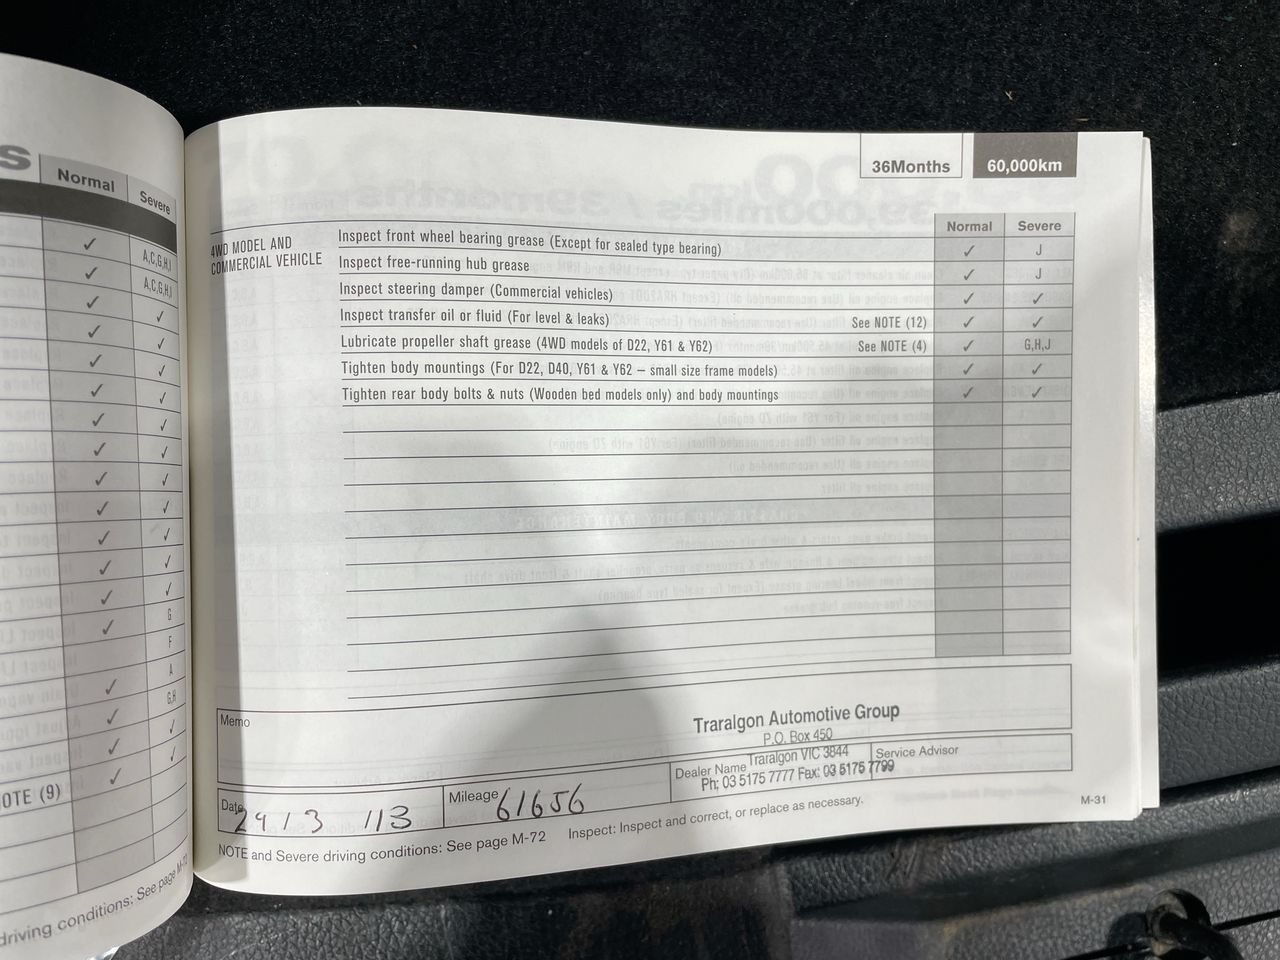 S
Normal
Severe
A,C,G,H,I
A,C,G,H,I
G
F
A
G,H
OTE (9)
driving conditions: See page M-72
36Months
60,000km
Normal
Severe
4WD MODEL AND
COMMERCIAL VEHICLE
Inspect front wheel bearing grease (Except for sealed type bearing) ✓ J
Inspect free-running hub grease ✓ J
Inspect steering damper (Commercial vehicles) ✓ ✓
Inspect transfer oil or fluid (For level & leaks) See NOTE (12) ✓ ✓
Lubricate propeller shaft grease (4WD models of D22, Y61 & Y62) See NOTE (4) ✓ G,H,J
Tighten body mountings (For D22, D40, Y61 & Y62 – small size frame models) ✓ ✓
Tighten rear body bolts & nuts (Wooden bed models only) and body mountings ✓ ✓
Memo
Traralgon Automotive Group
P.O. Box 450
Traralgon VIC 3844
Ph: 03 5175 7777 Fax: 03 5175 7799
Dealer Name
Service Advisor
Date 29 / 3 / 13
Mileage 61656
NOTE and Severe driving conditions: See page M-72
Inspect: Inspect and correct, or replace as necessary.
M-31